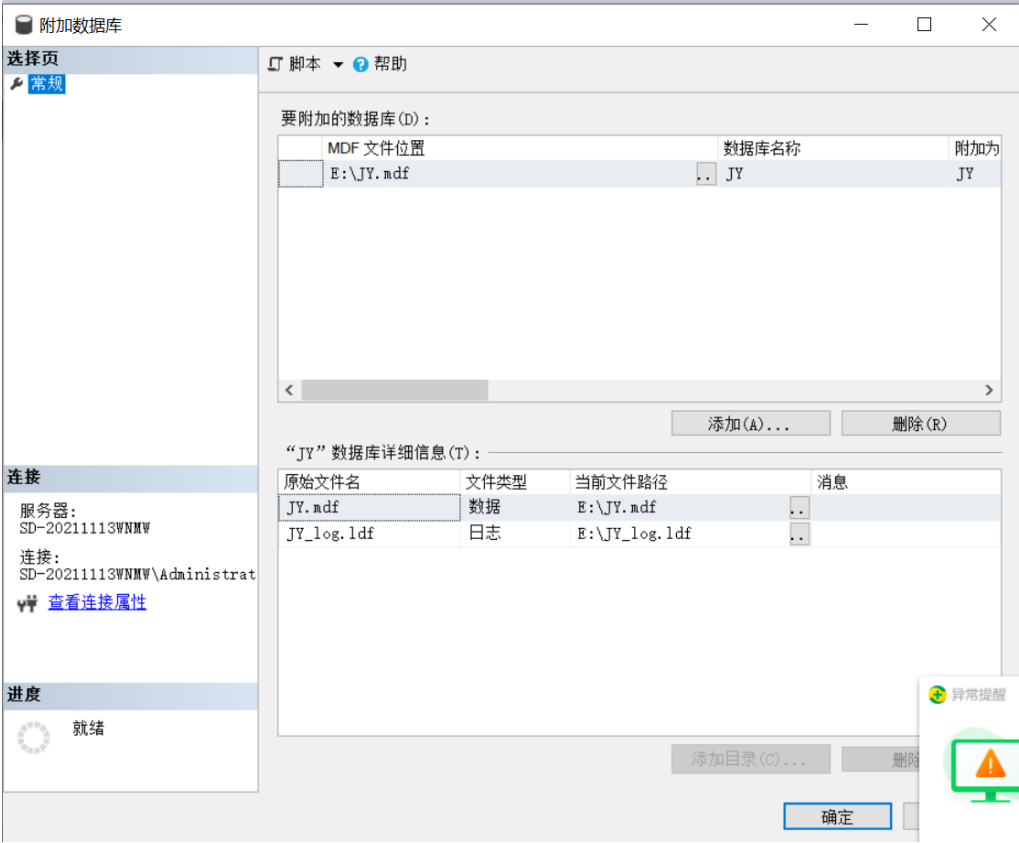 附加数据库
选择页
常规
脚本 帮助
要附加的数据库(D):
MDF 文件位置 数据库名称 附加为
E:\JY.mdf .. JY JY
添加(A)... 删除(R)
“JY”数据库详细信息(T):
原始文件名 文件类型 当前文件路径 消息
JY.mdf 数据 E:\JY.mdf ..
JY_log.ldf 日志 E:\JY_log.ldf ..
连接
服务器:
SD-20211113WNMW
连接:
SD-20211113WNMW\Administrat
查看连接属性
进度
就绪
添加目录(C)... 删除
确定
异常提醒